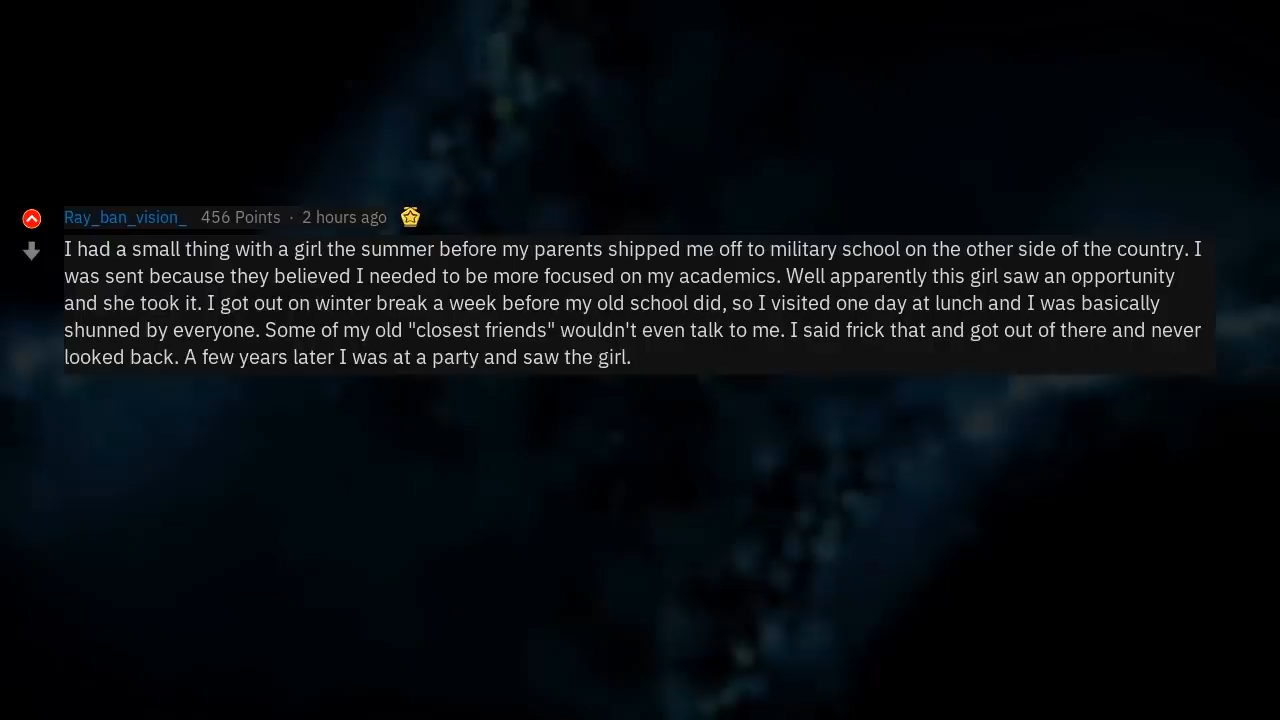 Ray_ban_vision_ 456 Points · 2 hours ago
I had a small thing with a girl the summer before my parents shipped me off to military school on the other side of the country. I
was sent because they believed I needed to be more focused on my academics. Well apparently this girl saw an opportunity
and she took it. I got out on winter break a week before my old school did, so I visited one day at lunch and I was basically
shunned by everyone. Some of my old "closest friends" wouldn't even talk to me. I said frick that and got out of there and never
looked back. A few years later I was at a party and saw the girl.